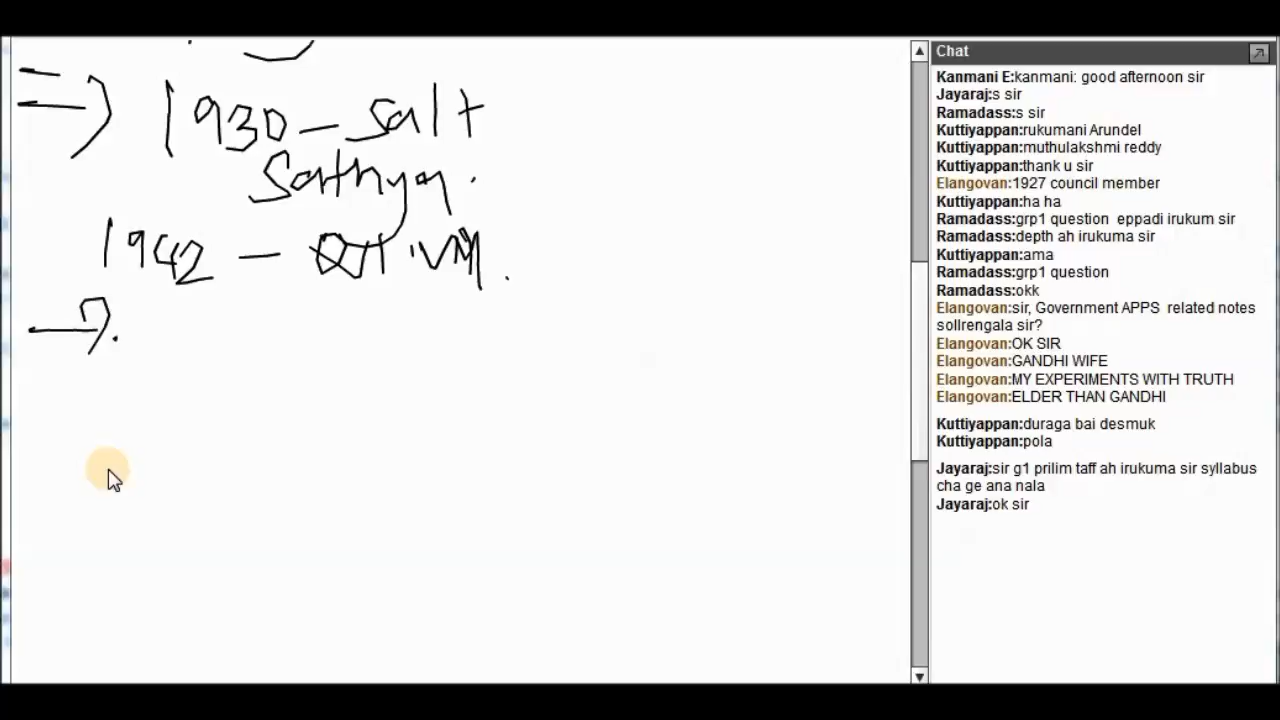 => 1930 - Salt
Sathya.
1942 - QIM.
Chat
Kanmani E:kanmani: good afternoon sir
Jayaraj:s sir
Ramadass:s sir
Kuttiyappan:rukumani Arundel
Kuttiyappan:muthulakshmi reddy
Kuttiyappan:thank u sir
Elangovan:1927 council member
Kuttiyappan:ha ha
Ramadass:grp1 question eppadi irukum sir
Ramadass:depth ah irukuma sir
Kuttiyappan:ama
Ramadass:grp1 question
Ramadass:okk
Elangovan:sir, Government APPS related notes
sollrengala sir?
Elangovan:OK SIR
Elangovan:GANDHI WIFE
Elangovan:MY EXPERIMENTS WITH TRUTH
Elangovan:ELDER THAN GANDHI
Kuttiyappan:duraga bai desmuk
Kuttiyappan:pola
Jayaraj:sir g1 prilim taff ah irukuma sir syllabus
cha ge ana nala
Jayaraj:ok sir